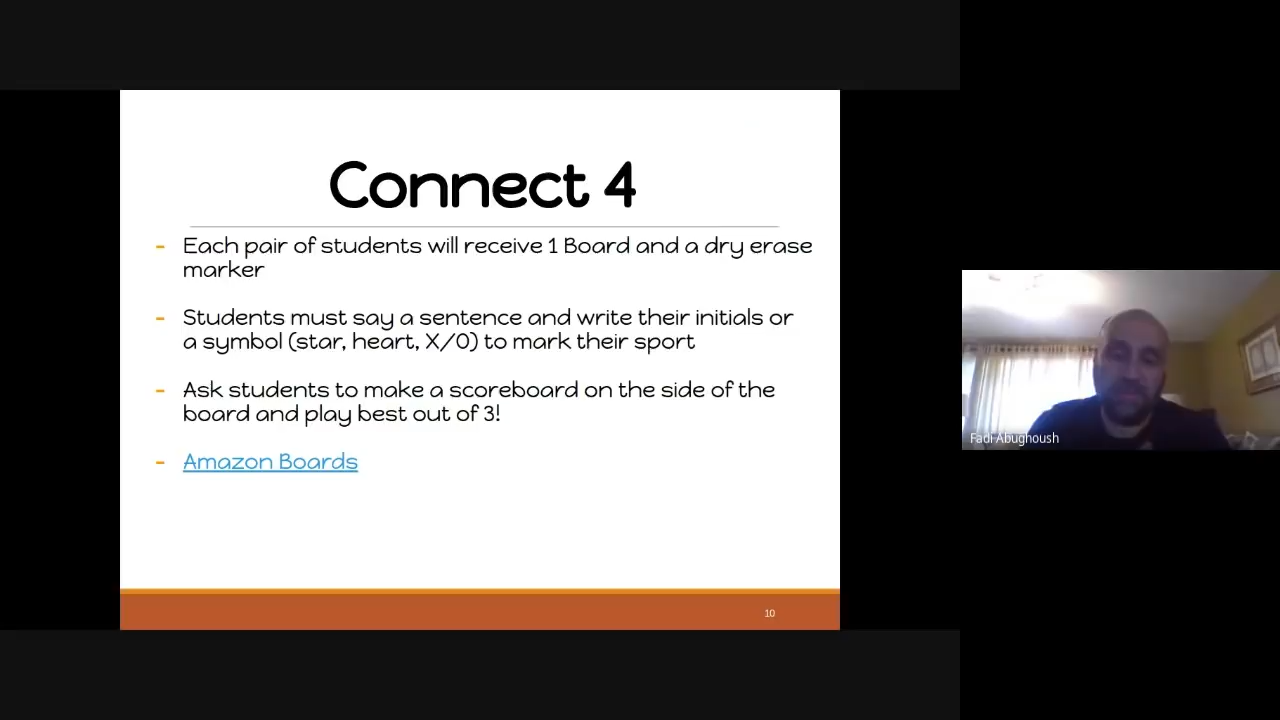 Connect 4
- Each pair of students will receive 1 Board and a dry erase
marker
- Students must say a sentence and write their initials or
a symbol (star, heart, X/O) to mark their sport
- Ask students to make a scoreboard on the side of the
board and play best out of 3!
- Amazon Boards
10
Fadi Abughoush